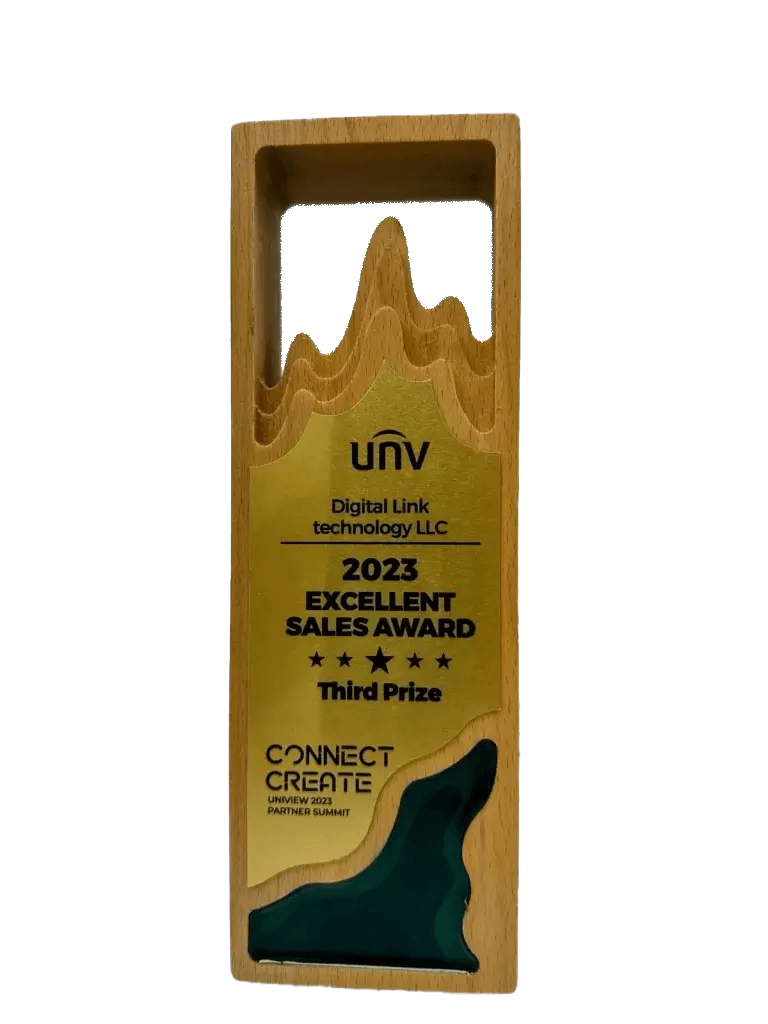 unv
Digital Link
technology LLC
2023
EXCELLENT
SALES AWARD
Third Prize
CONNECT
CREATE
UNIVIEW 2023
PARTNER SUMMIT